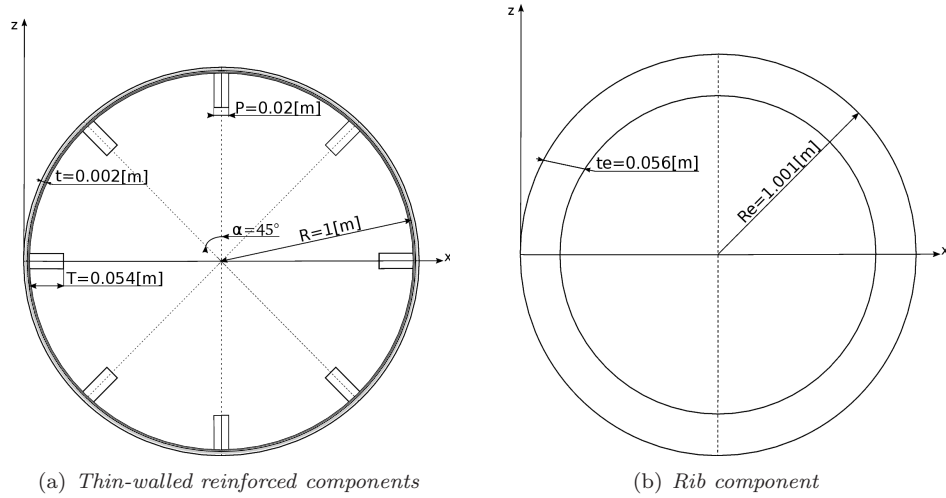 z
P=0.02[m]
t=0.002[m]
α=45°
R=1[m]
x
T=0.054[m]
(a) Thin-walled reinforced components
z
te=0.056[m]
Re=1.001[m]
x
(b) Rib component